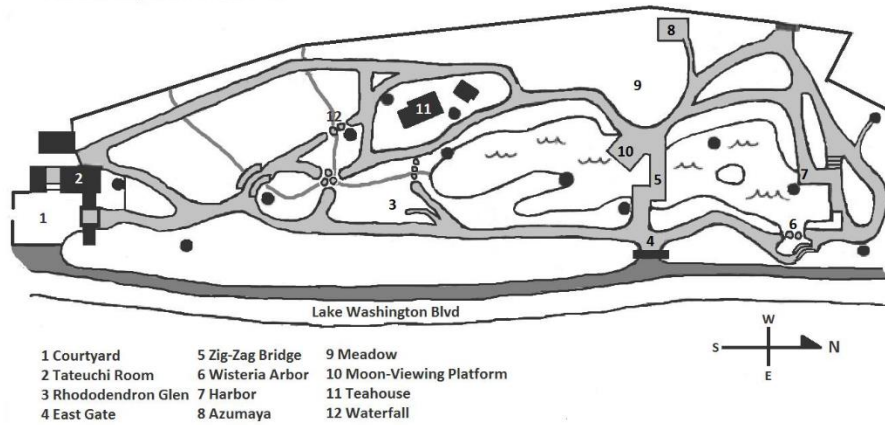 8
9
12
11
10
2
5
7
1
3
6
4
Lake Washington Blvd
W
S N
E
1 Courtyard 5 Zig-Zag Bridge 9 Meadow
2 Tateuchi Room 6 Wisteria Arbor 10 Moon-Viewing Platform
3 Rhododendron Glen 7 Harbor 11 Teahouse
4 East Gate 8 Azumaya 12 Waterfall